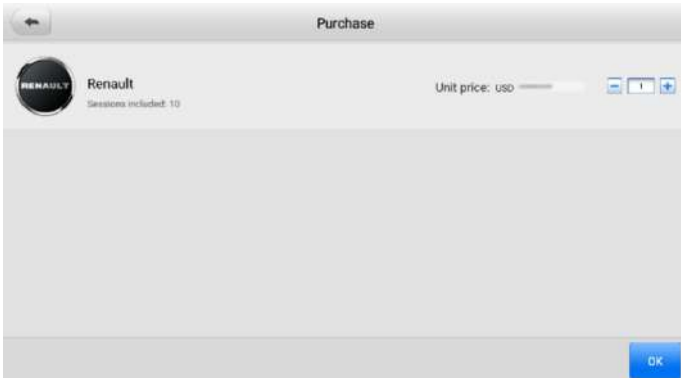 Purchase
RENAULT
Renault
Sessions included: 10
Unit price: USD
1
OK